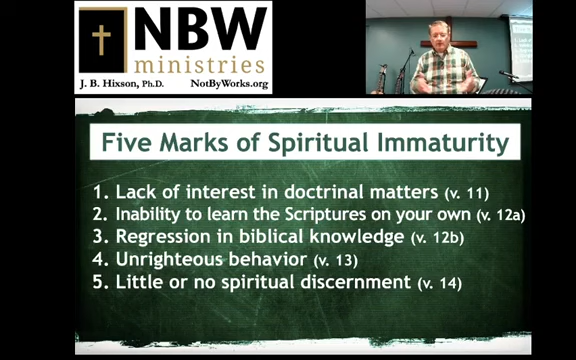 NBW
ministries
J. B. Hixson, Ph.D. NotByWorks.org
Five Marks of Spiritual Immaturity
1. Lack of interest in doctrinal matters (v. 11)
2. Inability to learn the Scriptures on your own (v. 12a)
3. Regression in biblical knowledge (v. 12b)
4. Unrighteous behavior (v. 13)
5. Little or no spiritual discernment (v. 14)